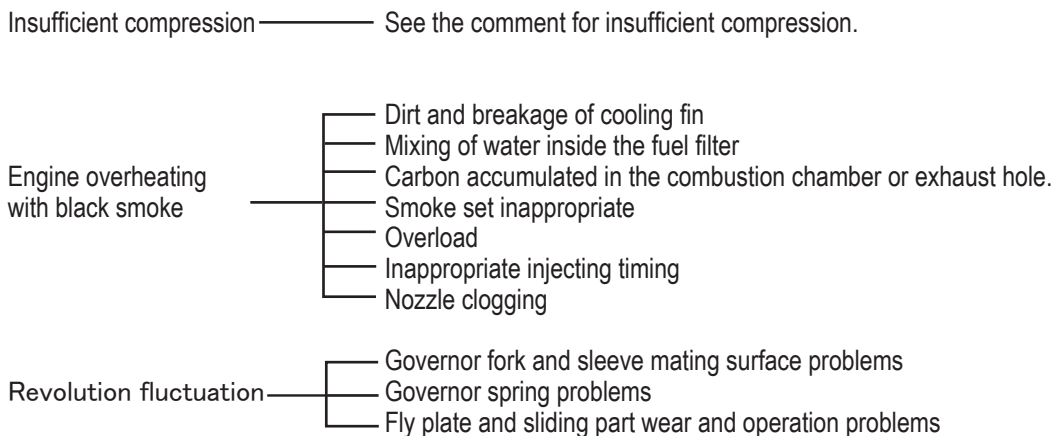 Insufficient compression
See the comment for insufficient compression.
Engine overheating
with black smoke
Dirt and breakage of cooling fin
Mixing of water inside the fuel filter
Carbon accumulated in the combustion chamber or exhaust hole.
Smoke set inappropriate
Overload
Inappropriate injecting timing
Nozzle clogging
Revolution fluctuation
Governor fork and sleeve mating surface problems
Governor spring problems
Fly plate and sliding part wear and operation problems